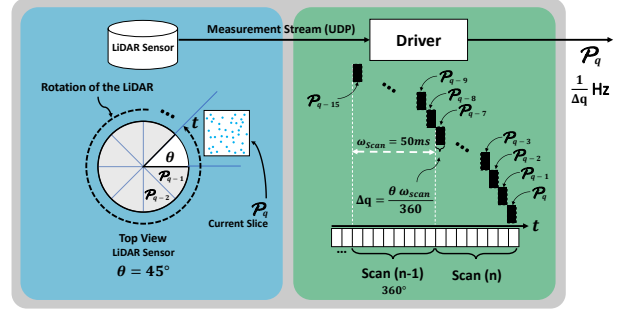 LiDAR Sensor
Measurement Stream (UDP)
Driver
𝒫q
1/Δq Hz
Rotation of the LiDAR
t
θ
𝒫q−1
𝒫q−2
𝒫q
Current Slice
Top View
LiDAR Sensor
θ = 45°
𝒫q−15
𝒫q−9
𝒫q−8
𝒫q−7
ωScan = 50ms
𝒫q−3
𝒫q−2
𝒫q−1
𝒫q
Δq = θ ωscan/360
t
Scan (n-1)
360°
Scan (n)